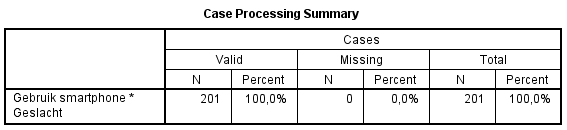 Case Processing Summary
Cases
Valid Missing Total
N Percent N Percent N Percent
Gebruik smartphone * 201 100,0% 0 0,0% 201 100,0%
Geslacht